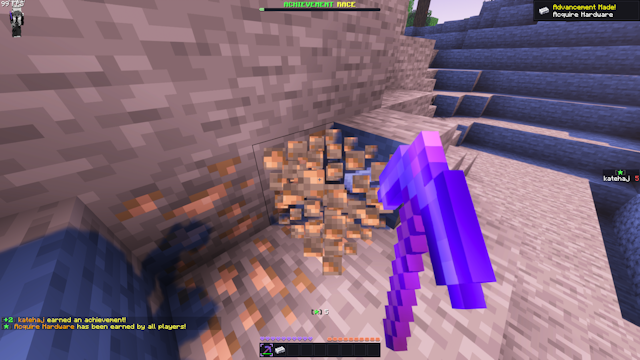 99 FPS
ACHIEVEMENT RACE
Advancement Made!
Acquire Hardware
[★]
katehaj 5
+2 katehaj earned an achievement!
★ Acquire Hardware has been earned by all players!
[★] 5